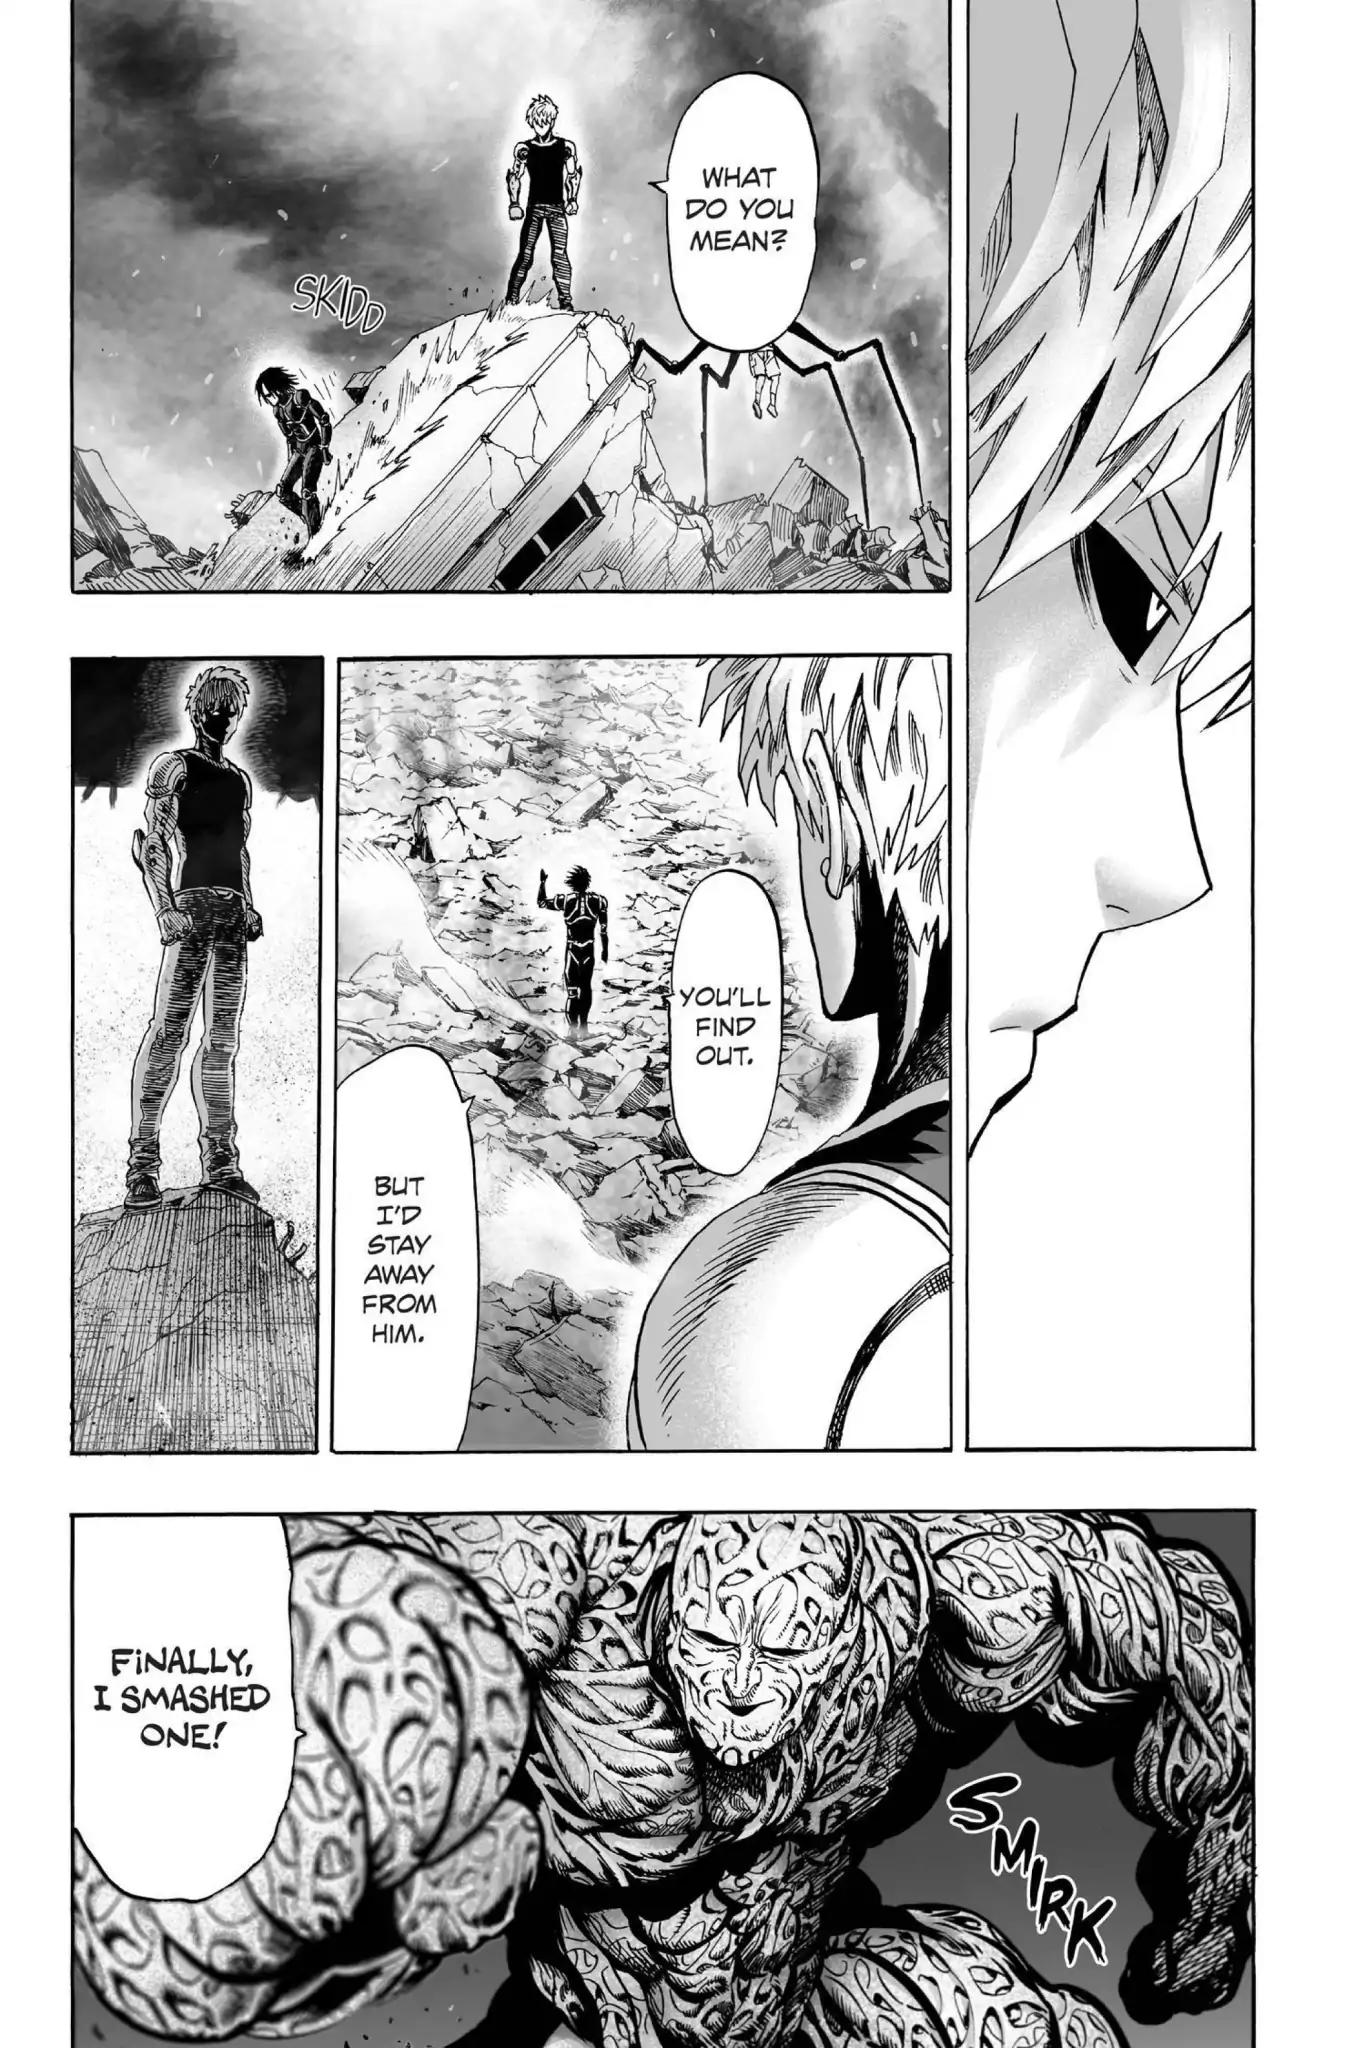 WHAT
DO YOU
MEAN?
SKIDD
YOU'LL
FIND
OUT.
BUT
I'D
STAY
AWAY
FROM
HIM.
FINALLY,
I SMASHED
ONE!
SMIRK